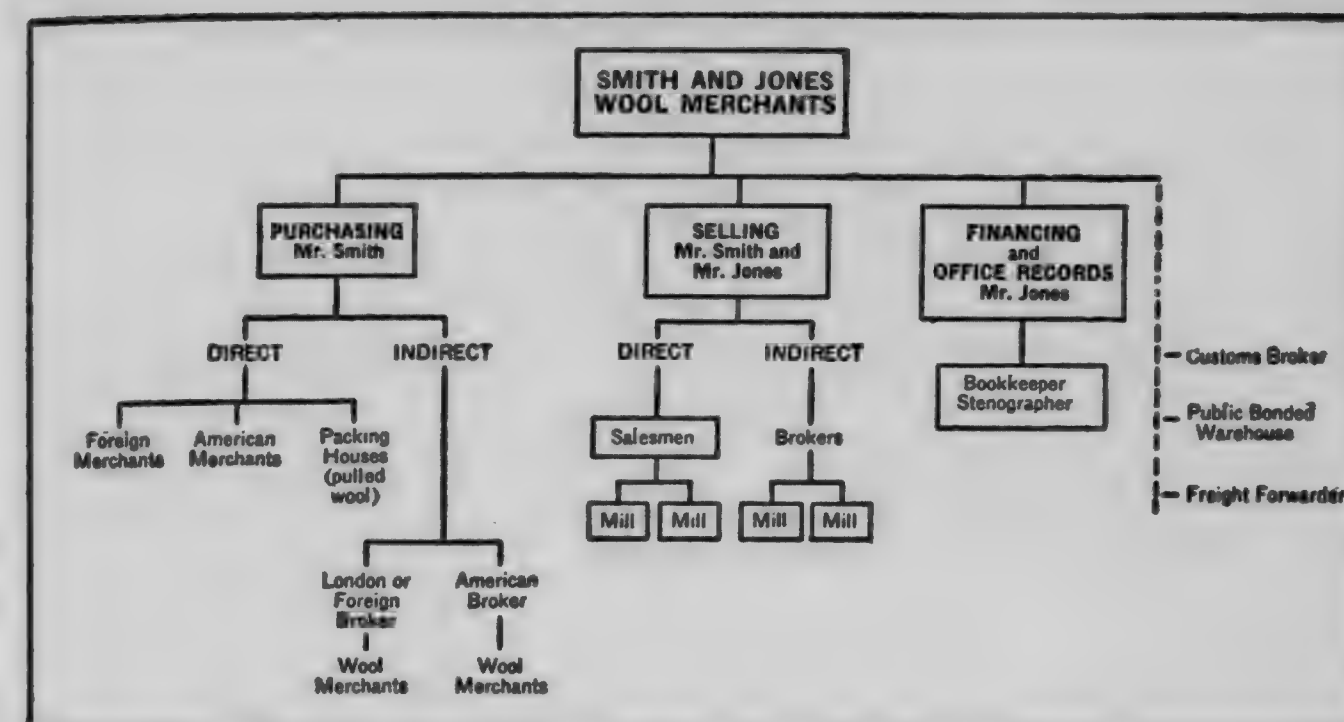 SMITH AND JONES
WOOL MERCHANTS
PURCHASING
Mr. Smith
SELLING
Mr. Smith and
Mr. Jones
FINANCING
and
OFFICE RECORDS
Mr. Jones
DIRECT
INDIRECT
Foreign
Merchants
American
Merchants
Packing
Houses
(pulled
wool)
London or
Foreign
Broker
Wool
Merchants
American
Broker
Wool
Merchants
DIRECT
INDIRECT
Salesmen
Brokers
Mill
Mill
Mill
Mill
Bookkeeper
Stenographer
Customs Broker
Public Bonded
Warehouse
Freight Forwarder